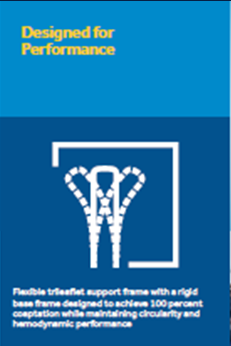 Designed for
Performance
Flexible trileaflet support frame with a rigid
base frame designed to achieve 100 percent
coaptation while maintaining circularity and
hemodynamic performance